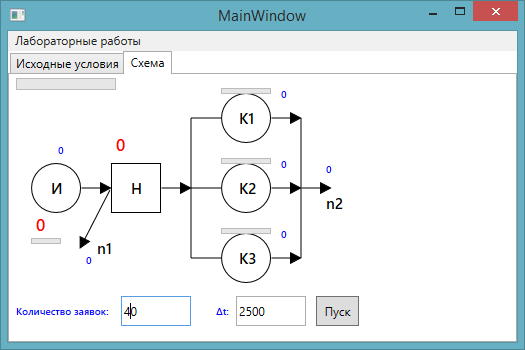 MainWindow
Лабораторные работы
Исходные условия Схема
0
К1
0
0
0
И
Н
К2
0
n2
0
n1
0
0
К3
Количество заявок: 40 Δt: 2500 Пуск